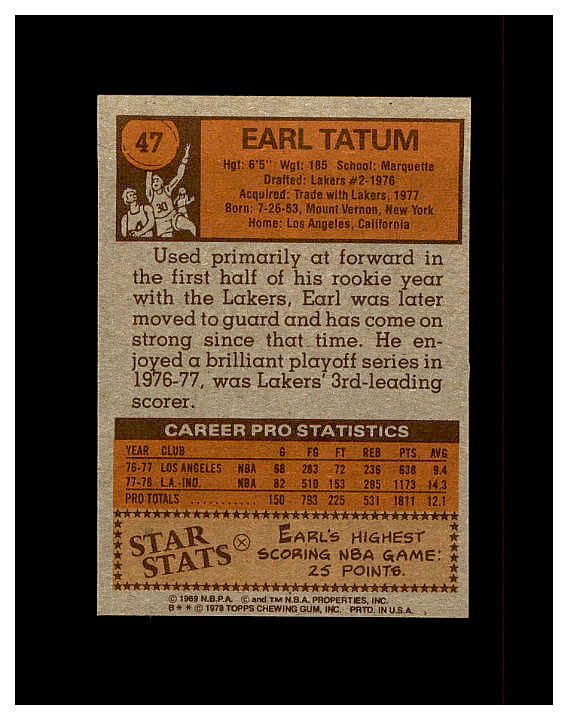 47
EARL TATUM
Hgt: 6'5" Wgt: 185 School: Marquette
Drafted: Lakers #2-1976
Acquired: Trade with Lakers, 1977
Born: 7-26-53, Mount Vernon, New York
Home: Los Angeles, California
30
Used primarily at forward in
the first half of his rookie year
with the Lakers, Earl was later
moved to guard and has come on
strong since that time. He en-
joyed a brilliant playoff series in
1976-77, was Lakers' 3rd-leading
scorer.
CAREER PRO STATISTICS
YEAR CLUB G FG FT REB PTS. AVG
76-77 LOS ANGELES NBA 68 283 72 236 638 9.4
77-78 L.A.-IND. NBA 82 510 153 295 1173 14.3
PRO TOTALS ........... 150 793 225 531 1811 12.1
STAR
STATS
EARL'S HIGHEST
SCORING NBA GAME:
25 POINTS.
© 1969 N.B.P.A. © and TM N.B.A. PROPERTIES, INC.
B * * © 1978 TOPPS CHEWING GUM, INC. PRTD. IN U.S.A.